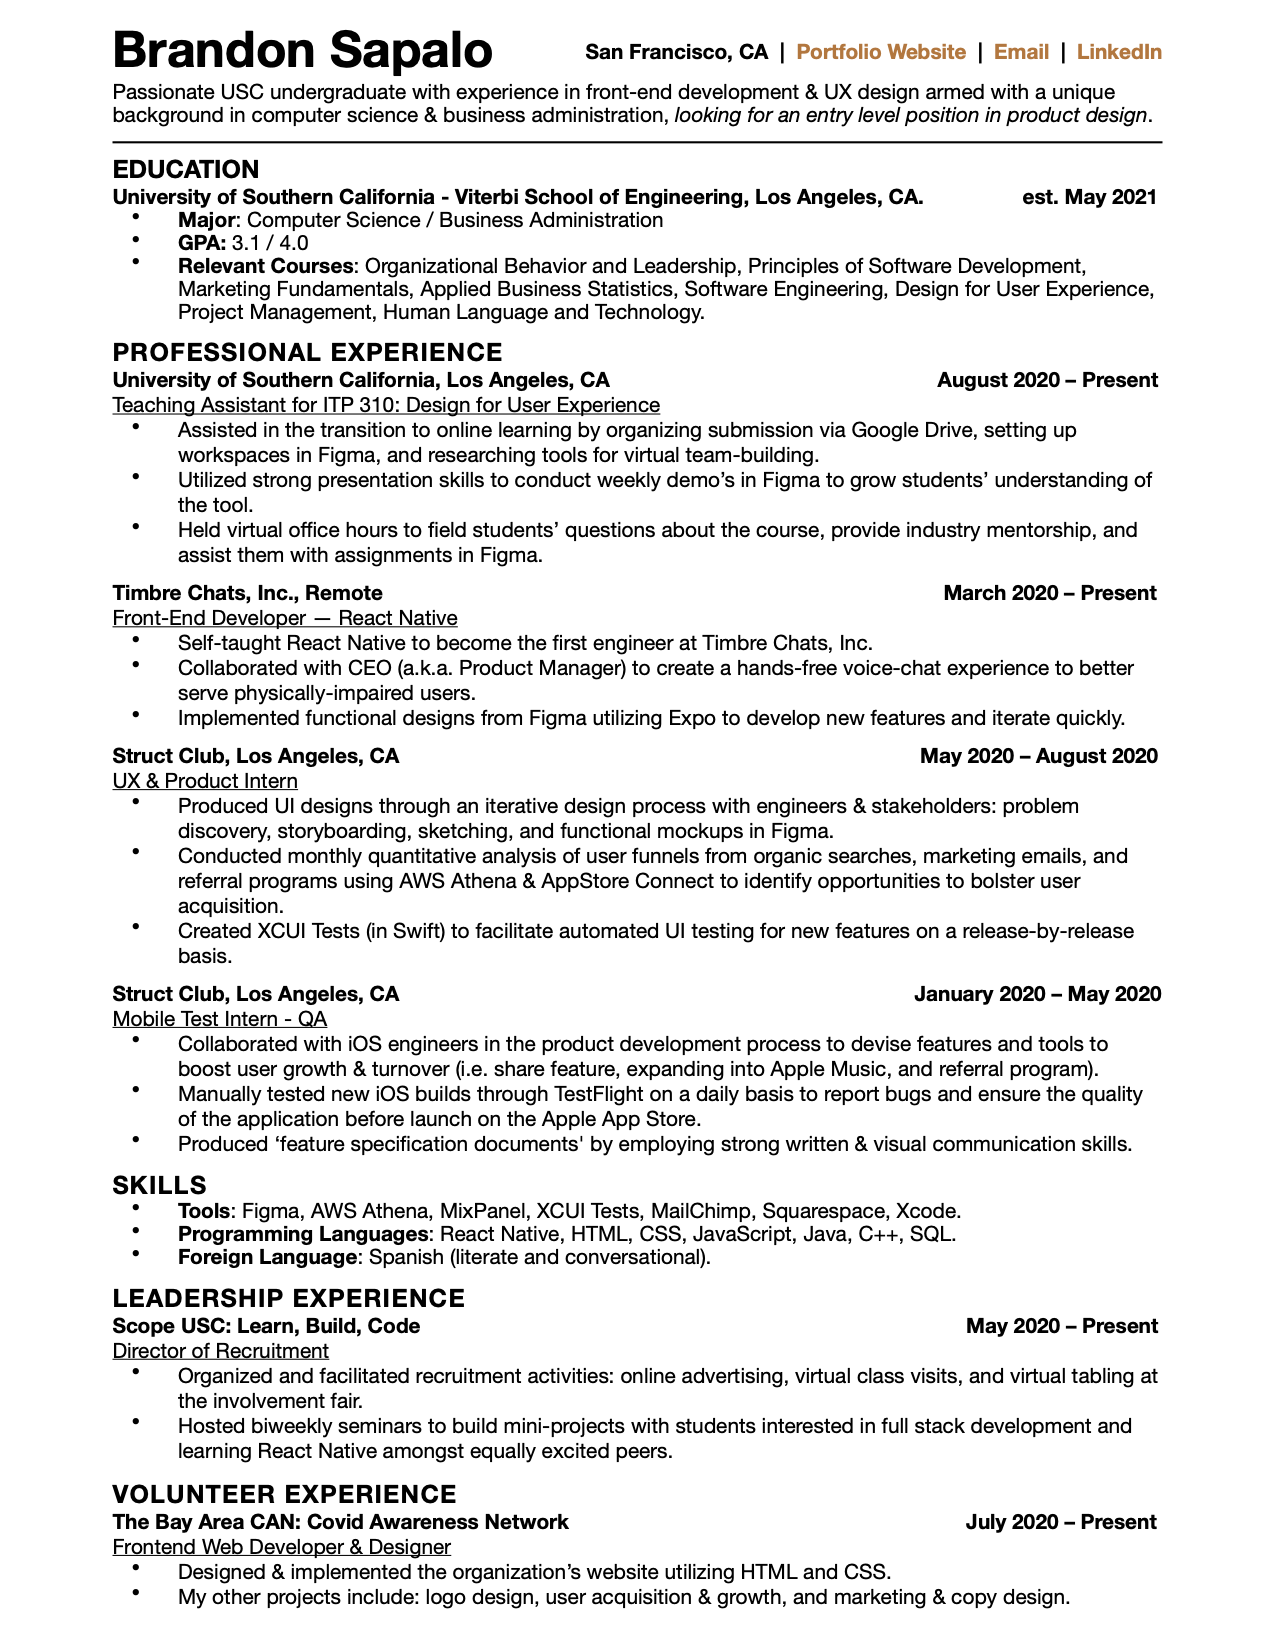 Brandon Sapalo
San Francisco, CA | Portfolio Website | Email | LinkedIn
Passionate USC undergraduate with experience in front-end development & UX design armed with a unique
background in computer science & business administration, looking for an entry level position in product design.
EDUCATION
University of Southern California - Viterbi School of Engineering, Los Angeles, CA. est. May 2021
• Major: Computer Science / Business Administration
• GPA: 3.1 / 4.0
• Relevant Courses: Organizational Behavior and Leadership, Principles of Software Development,
Marketing Fundamentals, Applied Business Statistics, Software Engineering, Design for User Experience,
Project Management, Human Language and Technology.
PROFESSIONAL EXPERIENCE
University of Southern California, Los Angeles, CA August 2020 – Present
Teaching Assistant for ITP 310: Design for User Experience
• Assisted in the transition to online learning by organizing submission via Google Drive, setting up
workspaces in Figma, and researching tools for virtual team-building.
• Utilized strong presentation skills to conduct weekly demo’s in Figma to grow students’ understanding of
the tool.
• Held virtual office hours to field students’ questions about the course, provide industry mentorship, and
assist them with assignments in Figma.
Timbre Chats, Inc., Remote March 2020 – Present
Front-End Developer — React Native
• Self-taught React Native to become the first engineer at Timbre Chats, Inc.
• Collaborated with CEO (a.k.a. Product Manager) to create a hands-free voice-chat experience to better
serve physically-impaired users.
• Implemented functional designs from Figma utilizing Expo to develop new features and iterate quickly.
Struct Club, Los Angeles, CA May 2020 – August 2020
UX & Product Intern
• Produced UI designs through an iterative design process with engineers & stakeholders: problem
discovery, storyboarding, sketching, and functional mockups in Figma.
• Conducted monthly quantitative analysis of user funnels from organic searches, marketing emails, and
referral programs using AWS Athena & AppStore Connect to identify opportunities to bolster user
acquisition.
• Created XCUI Tests (in Swift) to facilitate automated UI testing for new features on a release-by-release
basis.
Struct Club, Los Angeles, CA January 2020 – May 2020
Mobile Test Intern - QA
• Collaborated with iOS engineers in the product development process to devise features and tools to
boost user growth & turnover (i.e. share feature, expanding into Apple Music, and referral program).
• Manually tested new iOS builds through TestFlight on a daily basis to report bugs and ensure the quality
of the application before launch on the Apple App Store.
• Produced ‘feature specification documents' by employing strong written & visual communication skills.
SKILLS
• Tools: Figma, AWS Athena, MixPanel, XCUI Tests, MailChimp, Squarespace, Xcode.
• Programming Languages: React Native, HTML, CSS, JavaScript, Java, C++, SQL.
• Foreign Language: Spanish (literate and conversational).
LEADERSHIP EXPERIENCE
Scope USC: Learn, Build, Code May 2020 – Present
Director of Recruitment
• Organized and facilitated recruitment activities: online advertising, virtual class visits, and virtual tabling at
the involvement fair.
• Hosted biweekly seminars to build mini-projects with students interested in full stack development and
learning React Native amongst equally excited peers.
VOLUNTEER EXPERIENCE
The Bay Area CAN: Covid Awareness Network July 2020 – Present
Frontend Web Developer & Designer
• Designed & implemented the organization’s website utilizing HTML and CSS.
• My other projects include: logo design, user acquisition & growth, and marketing & copy design.